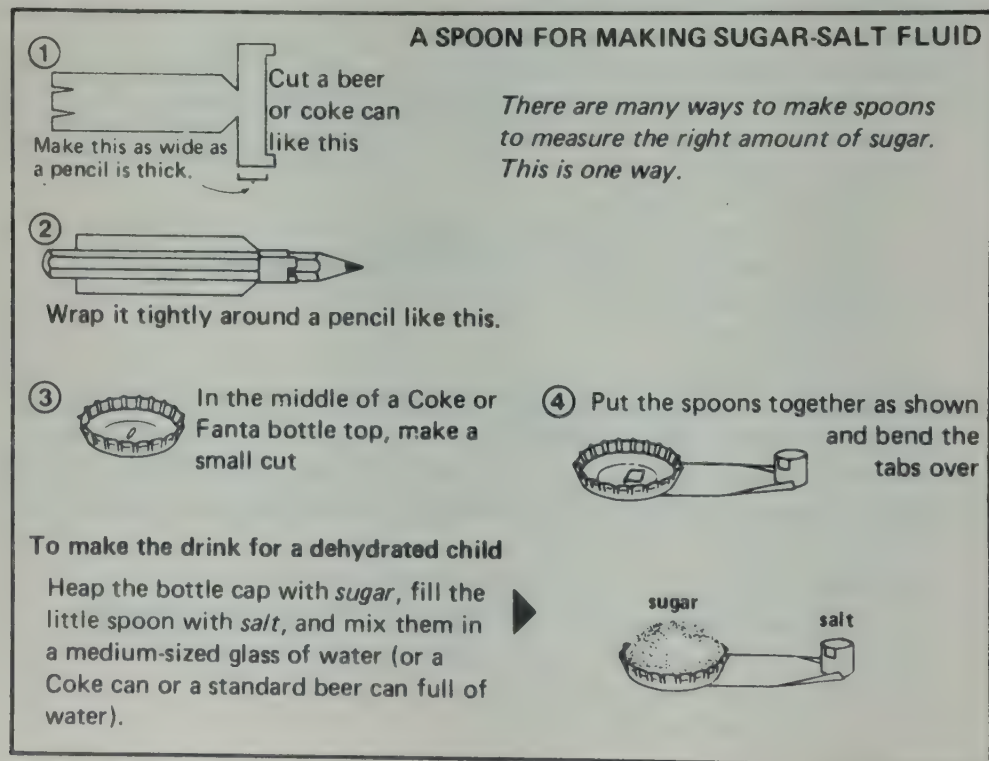 A SPOON FOR MAKING SUGAR-SALT FLUID
1
Cut a beer
or coke can
like this
Make this as wide as
a pencil is thick.
There are many ways to make spoons
to measure the right amount of sugar.
This is one way.
2
Wrap it tightly around a pencil like this.
3
In the middle of a Coke or
Fanta bottle top, make a
small cut
4 Put the spoons together as shown
and bend the
tabs over
To make the drink for a dehydrated child
Heap the bottle cap with sugar, fill the
little spoon with salt, and mix them in
a medium-sized glass of water (or a
Coke can or a standard beer can full of
water).
sugar
salt